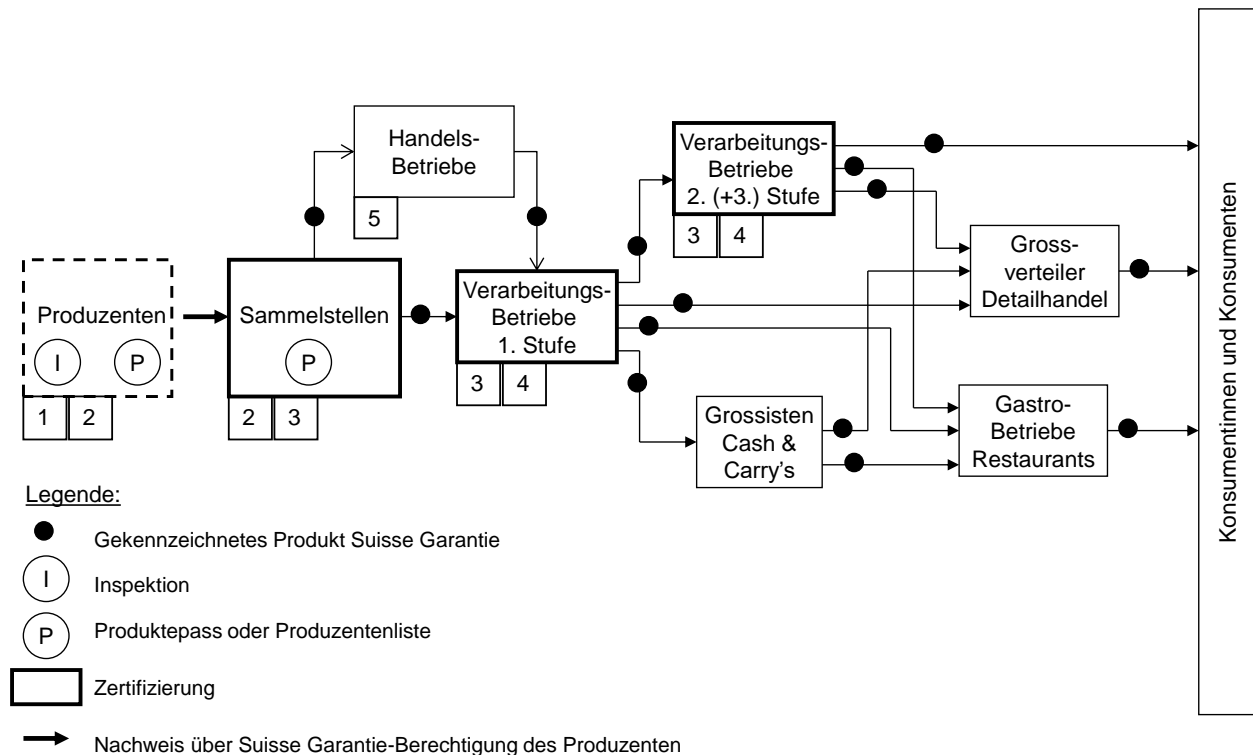 Handels-
Betriebe
5
Verarbeitungs-
Betriebe
2. (+3.) Stufe
3 4
Produzenten
I P
1 2
Sammelstellen
P
2 3
Verarbeitungs-
Betriebe
1. Stufe
3 4
Gross-
verteiler
Detailhandel
Grossisten
Cash &
Carry’s
Gastro-
Betriebe
Restaurants
Konsumentinnen und Konsumenten
Legende:
Gekennzeichnetes Produkt Suisse Garantie
I Inspektion
P Produktepass oder Produzentenliste
Zertifizierung
Nachweis über Suisse Garantie-Berechtigung des Produzenten